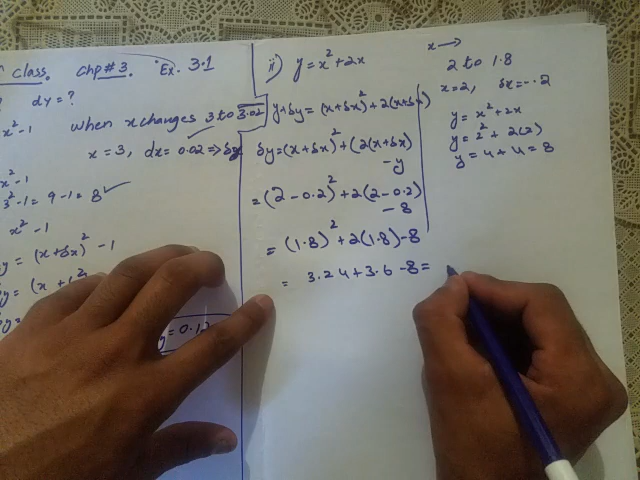 class. Chp # 3. Ex. 3.1
dy = ?
x²-1
when x changes 3 to 3.02
x = 3, dx = 0.02 => δy
x²-1
3²-1 = 9-1 = 8 ✓
x²-1
y = (x+δx)² - 1
y = (x +
y = 0.12
ii) y = x² + 2x
y+δy = (x+δx)² + 2(x+δx)
δy = (x+δx)² + (2(x+δx)
- y
= (2-0.2)² + 2(2-0.2)
- 8
= (1.8)² + 2(1.8) - 8
= 3.24 + 3.6 - 8 =
x →
2 to 1.8
x = 2, δx = -.2
y = x² + 2x
y = 2² + 2(2)
y = 4 + 4 = 8